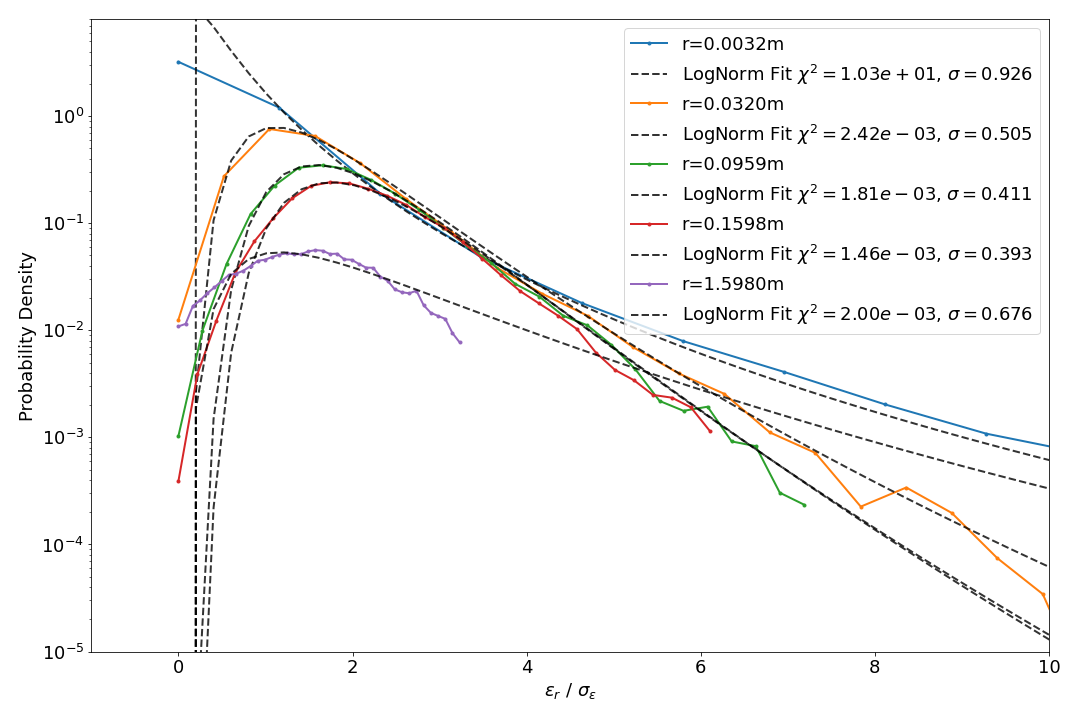 r=0.0032m
LogNorm Fit χ² = 1.03e + 01, σ = 0.926
r=0.0320m
LogNorm Fit χ² = 2.42e − 03, σ = 0.505
r=0.0959m
LogNorm Fit χ² = 1.81e − 03, σ = 0.411
r=0.1598m
LogNorm Fit χ² = 1.46e − 03, σ = 0.393
r=1.5980m
LogNorm Fit χ² = 2.00e − 03, σ = 0.676
Probability Density
10⁰
10⁻¹
10⁻²
10⁻³
10⁻⁴
10⁻⁵
0 2 4 6 8 10
εᵣ / σ_ε